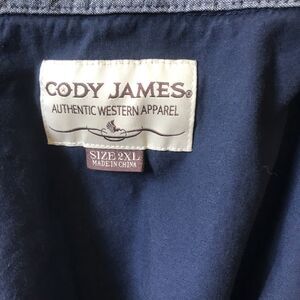 CODY JAMES®
AUTHENTIC WESTERN APPAREL
SIZE 2XL
MADE IN CHINA